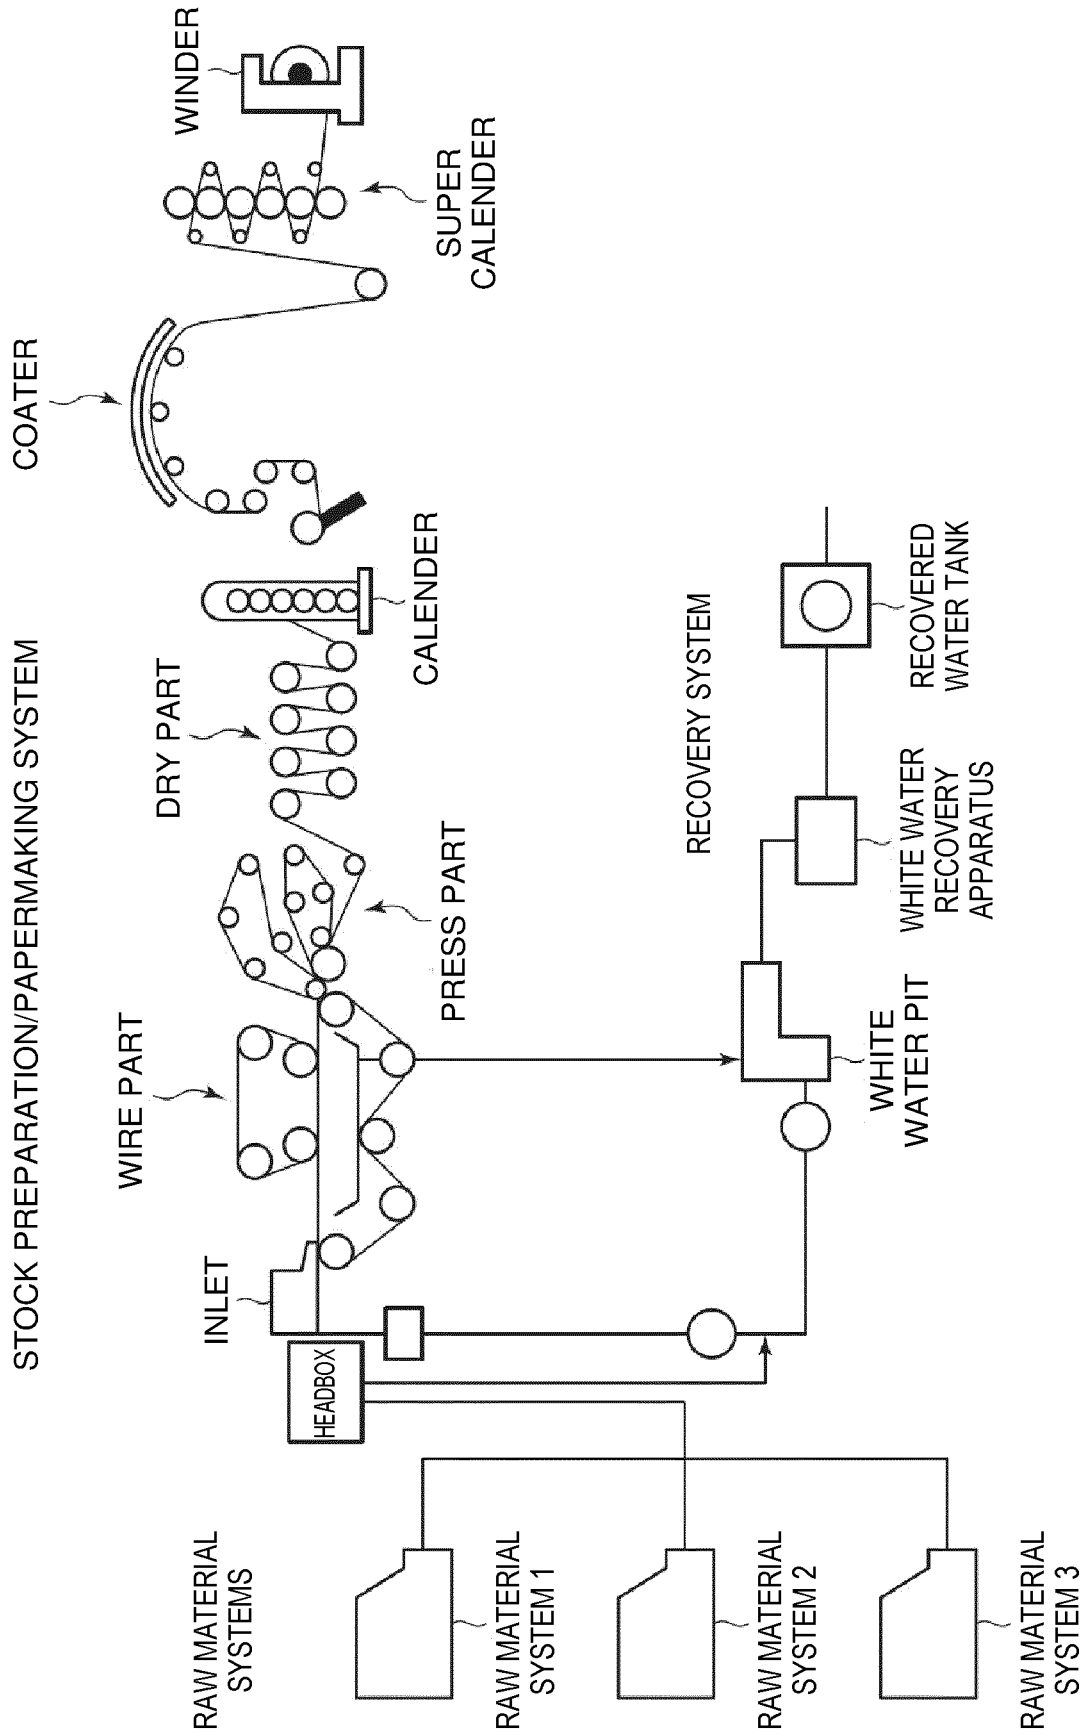 STOCK PREPARATION/PAPERMAKING SYSTEM
RAW MATERIAL
SYSTEMS
INLET
WIRE PART
DRY PART
COATER
WINDER
HEADBOX
PRESS PART
CALENDER
SUPER
CALENDER
RAW MATERIAL
SYSTEM 1
RECOVERY SYSTEM
RAW MATERIAL
SYSTEM 2
WHITE
WATER PIT
WHITE WATER
RECOVERY
APPARATUS
RECOVERED
WATER TANK
RAW MATERIAL
SYSTEM 3